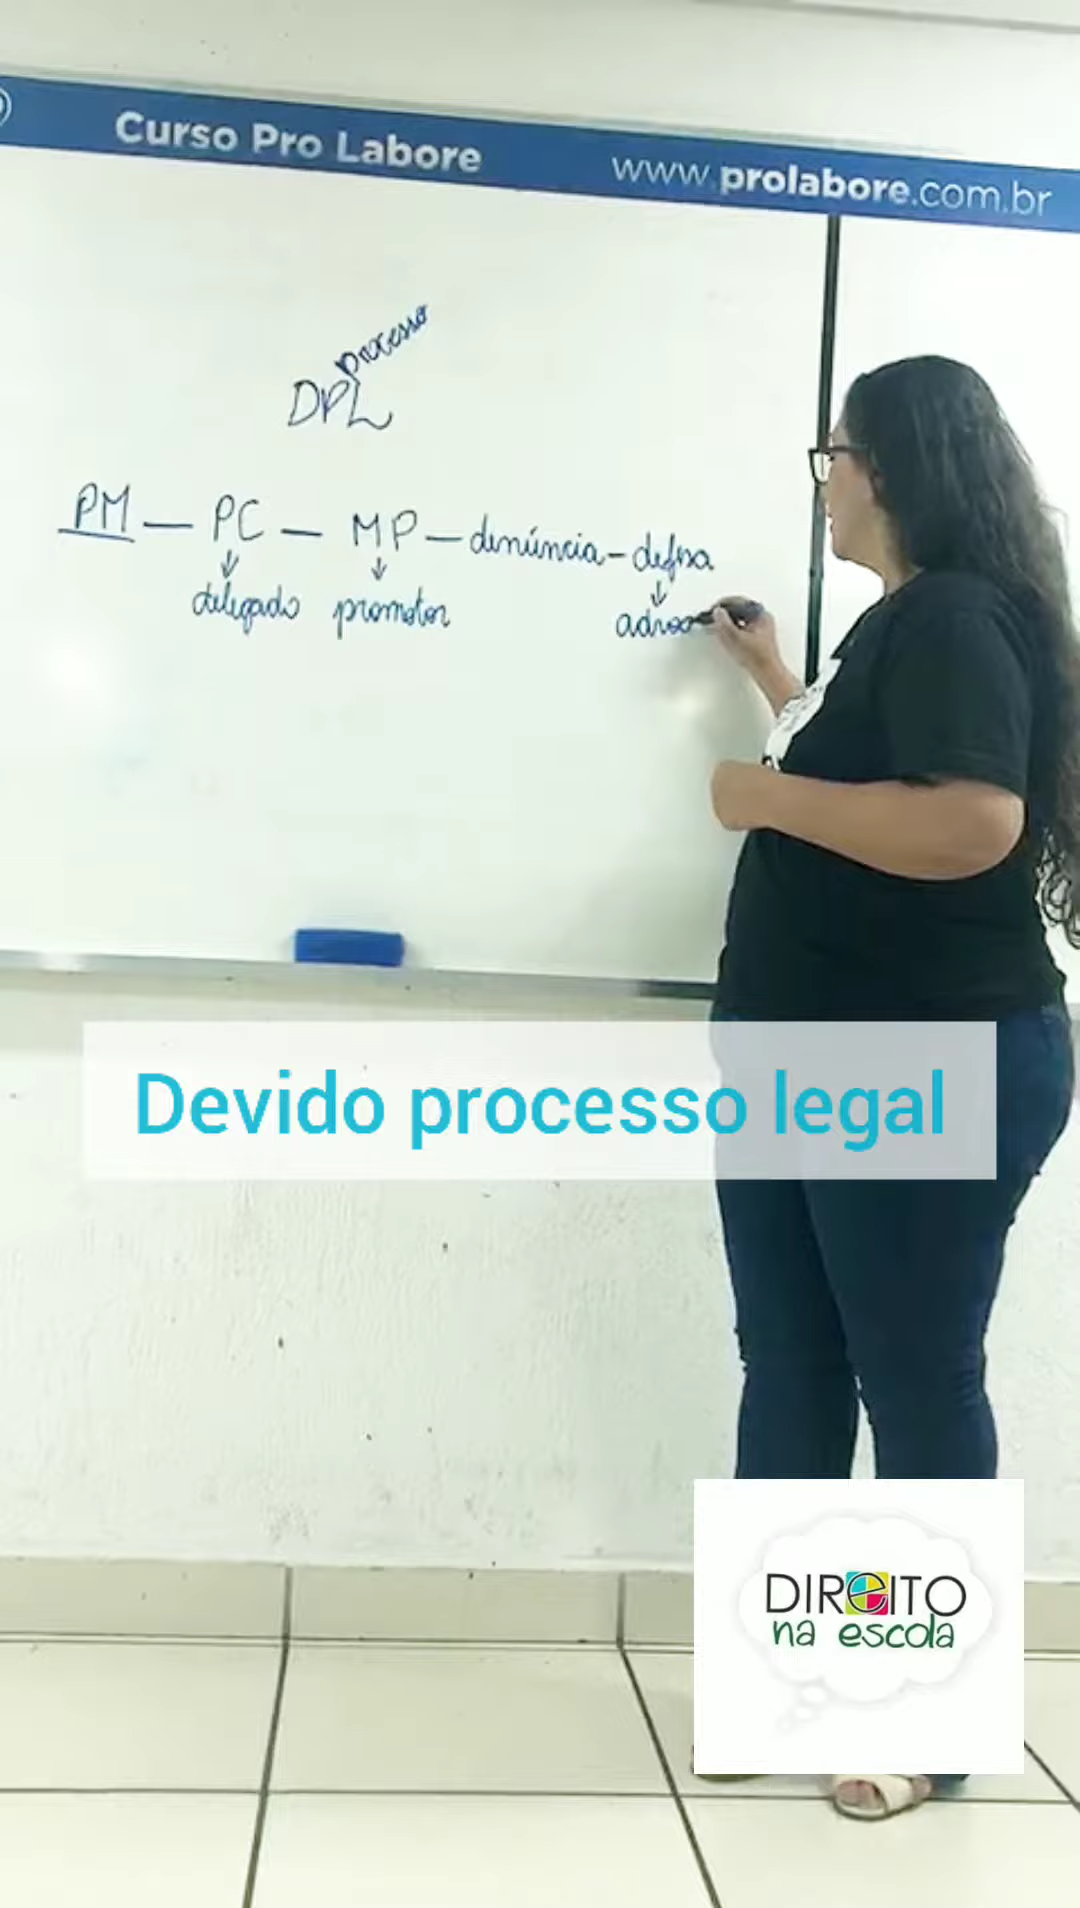 Curso Pro Labore
www.prolabore.com.br
processo
DPL
PM — PC — MP — denúncia — defesa
delegado promotor advoc
Devido processo legal
DIREITO
na escola